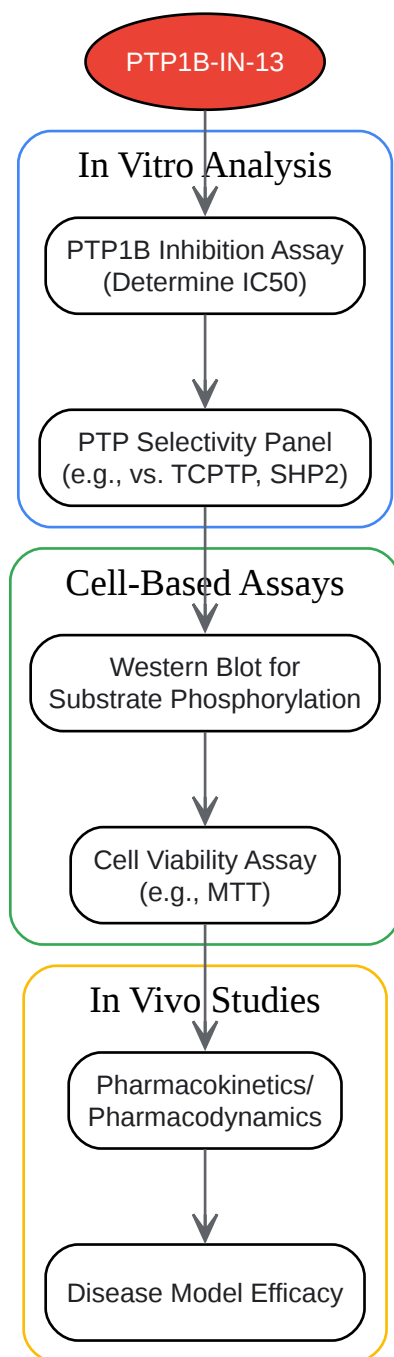 PTP1B-IN-13
In Vitro Analysis
PTP1B Inhibition Assay
(Determine IC50)
PTP Selectivity Panel
(e.g., vs. TCPTP, SHP2)
Cell-Based Assays
Western Blot for
Substrate Phosphorylation
Cell Viability Assay
(e.g., MTT)
In Vivo Studies
Pharmacokinetics/
Pharmacodynamics
Disease Model Efficacy